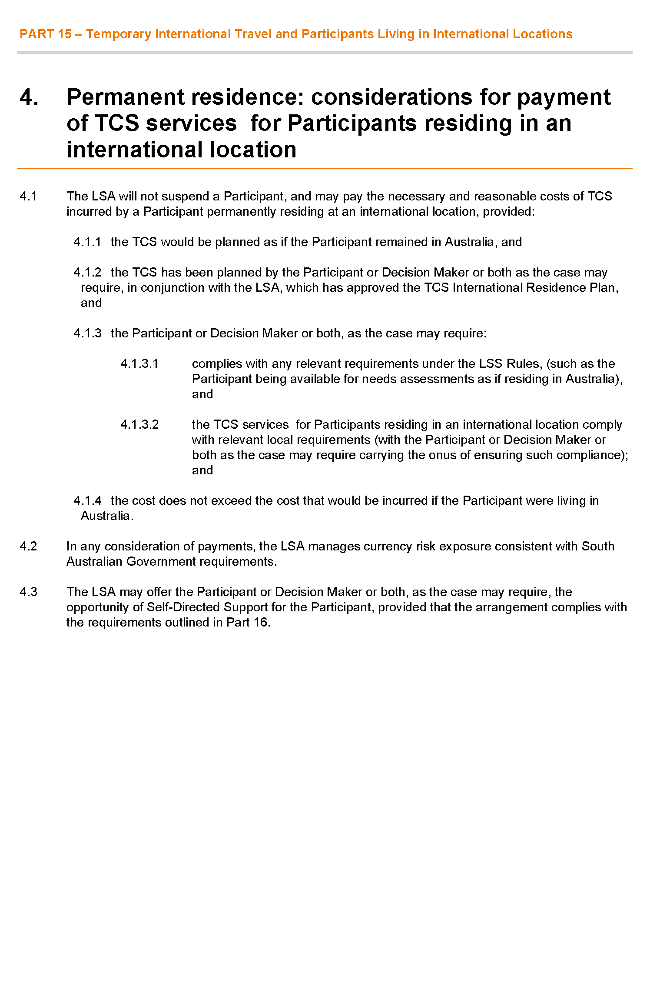 PART 15 – Temporary International Travel and Participants Living in International Locations
4. Permanent residence: considerations for payment
of TCS services for Participants residing in an
international location
4.1 The LSA will not suspend a Participant, and may pay the necessary and reasonable costs of TCS
incurred by a Participant permanently residing at an international location, provided:
4.1.1 the TCS would be planned as if the Participant remained in Australia, and
4.1.2 the TCS has been planned by the Participant or Decision Maker or both as the case may
require, in conjunction with the LSA, which has approved the TCS International Residence Plan,
and
4.1.3 the Participant or Decision Maker or both, as the case may require:
4.1.3.1 complies with any relevant requirements under the LSS Rules, (such as the
Participant being available for needs assessments as if residing in Australia),
and
4.1.3.2 the TCS services for Participants residing in an international location comply
with relevant local requirements (with the Participant or Decision Maker or
both as the case may require carrying the onus of ensuring such compliance);
and
4.1.4 the cost does not exceed the cost that would be incurred if the Participant were living in
Australia.
4.2 In any consideration of payments, the LSA manages currency risk exposure consistent with South
Australian Government requirements.
4.3 The LSA may offer the Participant or Decision Maker or both, as the case may require, the
opportunity of Self-Directed Support for the Participant, provided that the arrangement complies with
the requirements outlined in Part 16.